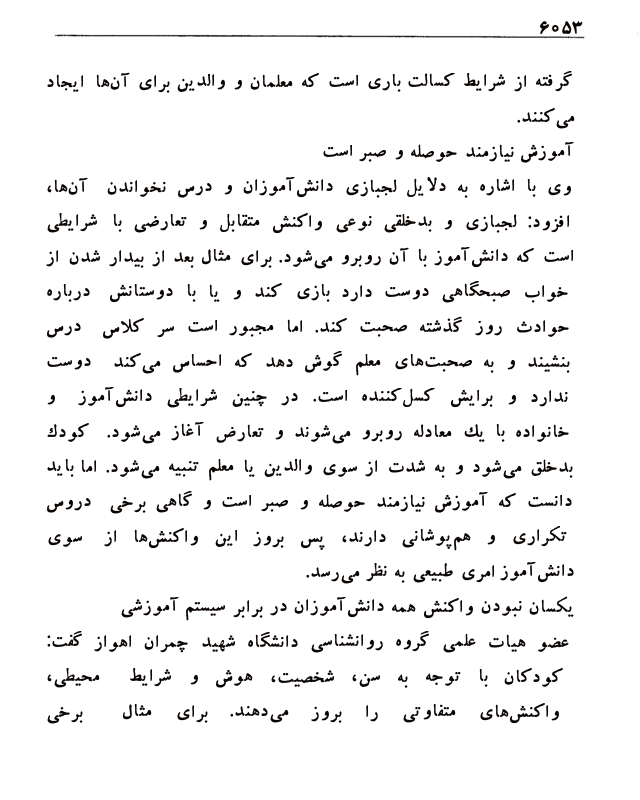 ۶۰۵۳
گرفته از شرایط کسالت باری است که معلمان و والدین برای آن‌ها ایجاد
می‌کنند.
آموزش نیازمند حوصله و صبر است
وی با اشاره به دلایل لجبازی دانش‌آموزان و درس نخواندن آن‌ها،
افزود: لجبازی و بدخلقی نوعی واکنش متقابل و تعارضی با شرایطی
است که دانش‌آموز با آن روبرو می‌شود. برای مثال بعد از بیدار شدن از
خواب صبحگاهی دوست دارد بازی کند و یا با دوستانش درباره
حوادث روز گذشته صحبت کند. اما مجبور است سر کلاس درس
بنشیند و به صحبت‌های معلم گوش دهد که احساس می‌کند دوست
ندارد و برایش کسل‌کننده است. در چنین شرایطی دانش‌آموز و
خانواده با یك معادله روبرو می‌شوند و تعارض آغاز می‌شود. کودك
بدخلق می‌شود و به شدت از سوی والدین یا معلم تنبیه می‌شود. اما باید
دانست که آموزش نیازمند حوصله و صبر است و گاهی برخی دروس
تکراری و هم‌پوشانی دارند، پس بروز این واکنش‌ها از سوی
دانش‌آموز امری طبیعی به نظر می‌رسد.
یکسان نبودن واکنش همه دانش‌آموزان در برابر سیستم آموزشی
عضو هیات علمی گروه روانشناسی دانشگاه شهید چمران اهواز گفت:
کودکان با توجه به سن، شخصیت، هوش و شرایط محیطی،
واکنش‌های متفاوتی را بروز می‌دهند. برای مثال برخی